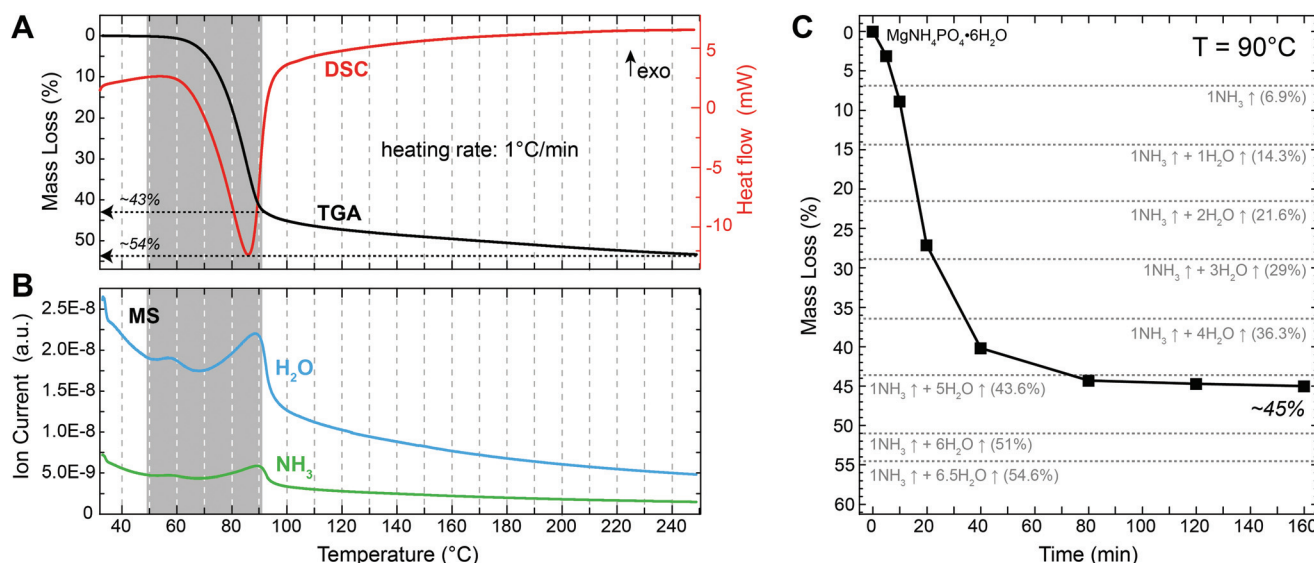 A
0
10
20
30
40
50
Mass Loss (%)
~43%
~54%
DSC
TGA
heating rate: 1°C/min
↑exo
5
0
-5
-10
Heat flow (mW)
B
MS
2.5E-8
2.0E-8
1.5E-8
1.0E-8
5.0E-9
0
Ion Current (a.u.)
H₂O
NH₃
40 60 80 100 120 140 160 180 200 220 240
Temperature (°C)
C
MgNH₄PO₄•6H₂O
T = 90°C
0
5
10
15
20
25
30
35
40
45
50
55
60
Mass Loss (%)
1NH₃ ↑ (6.9%)
1NH₃ ↑ + 1H₂O ↑ (14.3%)
1NH₃ ↑ + 2H₂O ↑ (21.6%)
1NH₃ ↑ + 3H₂O ↑ (29%)
1NH₃ ↑ + 4H₂O ↑ (36.3%)
1NH₃ ↑ + 5H₂O ↑ (43.6%)
~45%
1NH₃ ↑ + 6H₂O ↑ (51%)
1NH₃ ↑ + 6.5H₂O ↑ (54.6%)
0 20 40 60 80 100 120 140 160
Time (min)